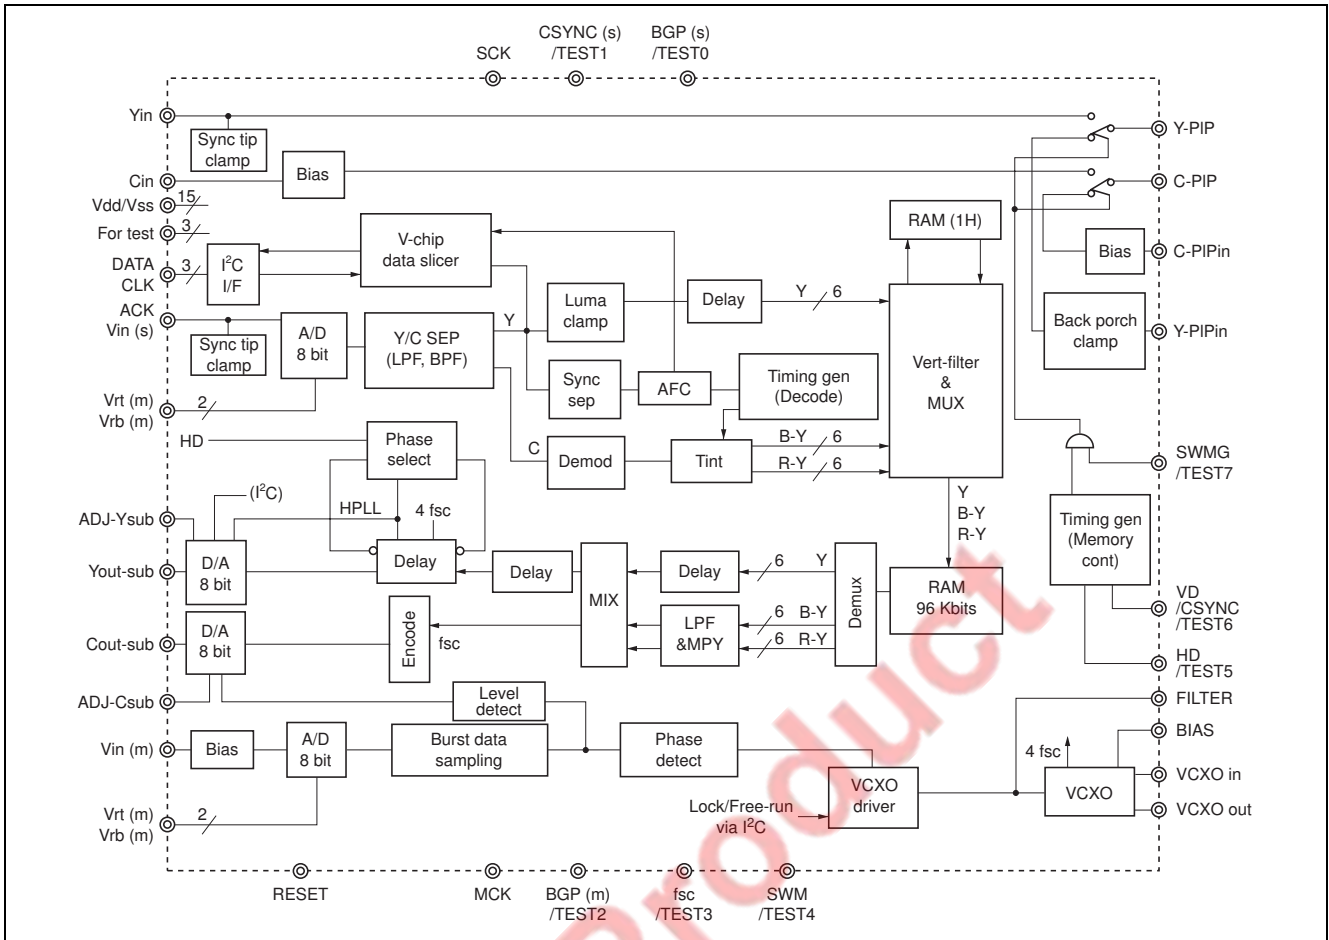 CSYNC (s)
/TEST1
BGP (s)
/TEST0
SCK
Yin
Sync tip
clamp
Y-PIP
Cin
Bias
C-PIP
Vdd/Vss
15
For test
3
V-chip
data slicer
RAM (1H)
Bias
C-PIPin
DATA
CLK
3
I²C
I/F
ACK
Vin (s)
Sync tip
clamp
A/D
8 bit
Y/C SEP
(LPF, BPF)
Y
Luma
clamp
Delay
Y
6
Vert-filter
&
MUX
Back porch
clamp
Y-PIPin
Sync
sep
AFC
Timing gen
(Decode)
Vrt (m)
Vrb (m)
2
HD
Phase
select
C
Demod
Tint
B-Y
6
R-Y
6
SWMG
/TEST7
(I²C)
ADJ-Ysub
HPLL
4 fsc
Y
B-Y
R-Y
Timing gen
(Memory
cont)
Yout-sub
D/A
8 bit
Delay
Delay
MIX
Delay
6
Y
Demux
RAM
96 Kbits
VD
/CSYNC
/TEST6
Cout-sub
D/A
8 bit
Encode
fsc
LPF
&MPY
6
B-Y
6
R-Y
HD
/TEST5
ADJ-Csub
Level
detect
FILTER
Vin (m)
Bias
A/D
8 bit
Burst data
sampling
Phase
detect
BIAS
4 fsc
VCXO
driver
VCXO
VCXO in
VCXO out
Lock/Free-run
via I²C
Vrt (m)
Vrb (m)
2
RESET
MCK
BGP (m)
/TEST2
fsc
/TEST3
SWM
/TEST4
Product